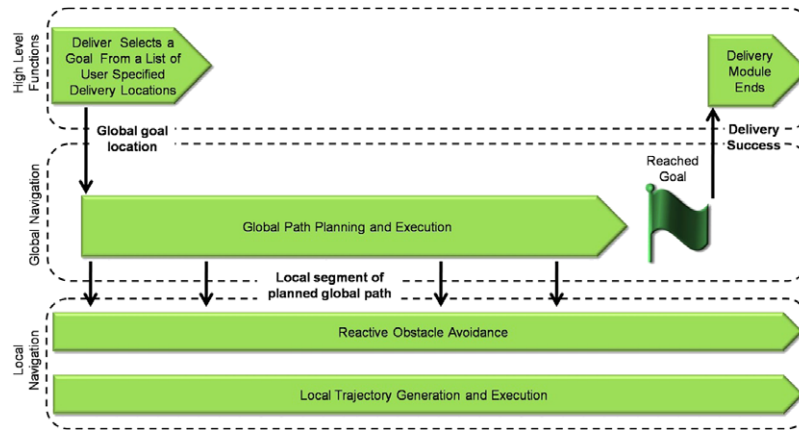 High Level
Functions
Deliver Selects a
Goal From a List of
User Specified
Delivery Locations
Delivery
Module
Ends
Global goal
location
Delivery
Success
Global Navigation
Reached
Goal
Global Path Planning and Execution
Local segment of
planned global path
Local
Navigation
Reactive Obstacle Avoidance
Local Trajectory Generation and Execution